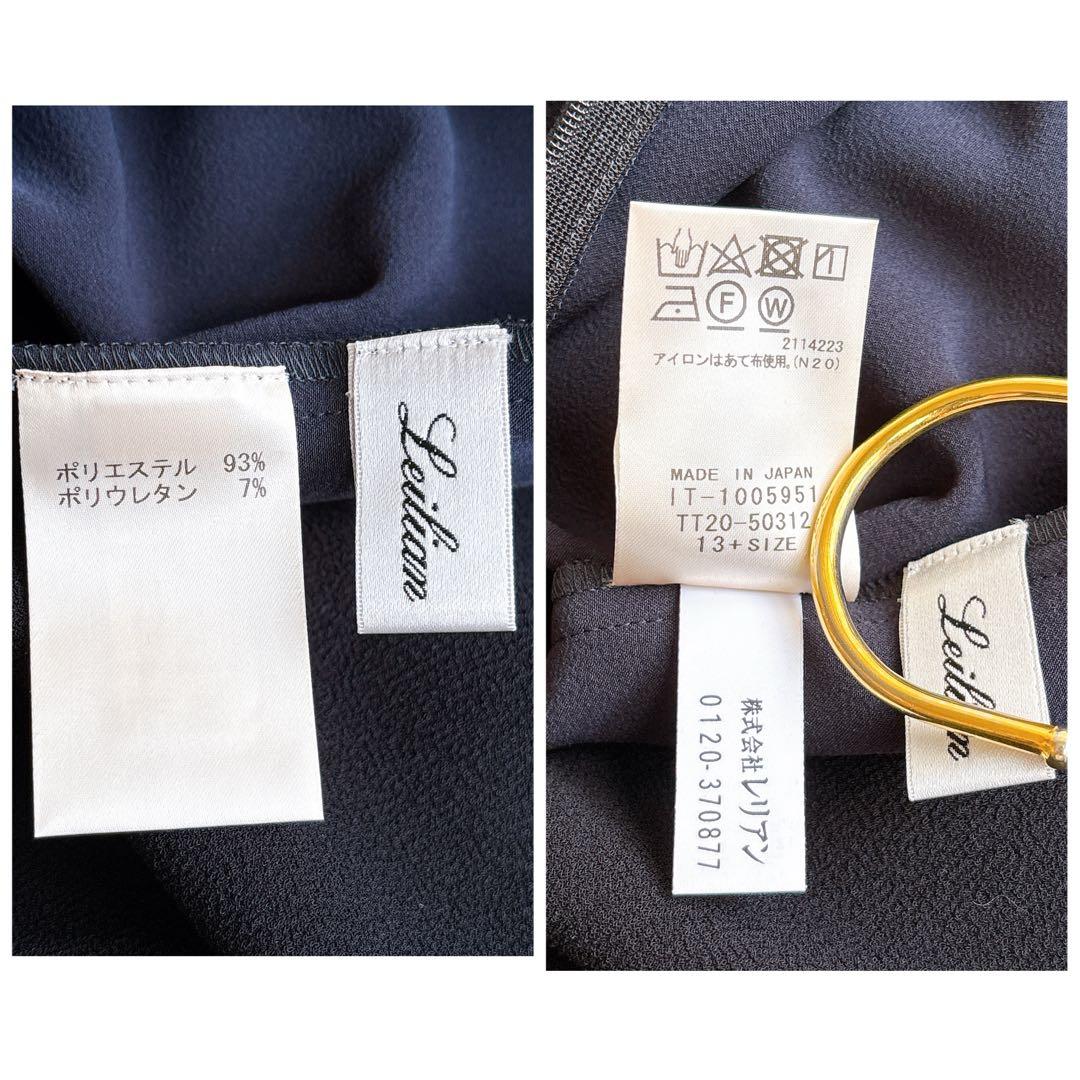 ポリエステル 93%
ポリウレタン 7%
Leilian
F
W
2114223
アイロンはあて布使用。(N20)
MADE IN JAPAN
IT-1005951
TT20-50312
13+SIZE
株式会社レリアン
0120-370877
Leilian